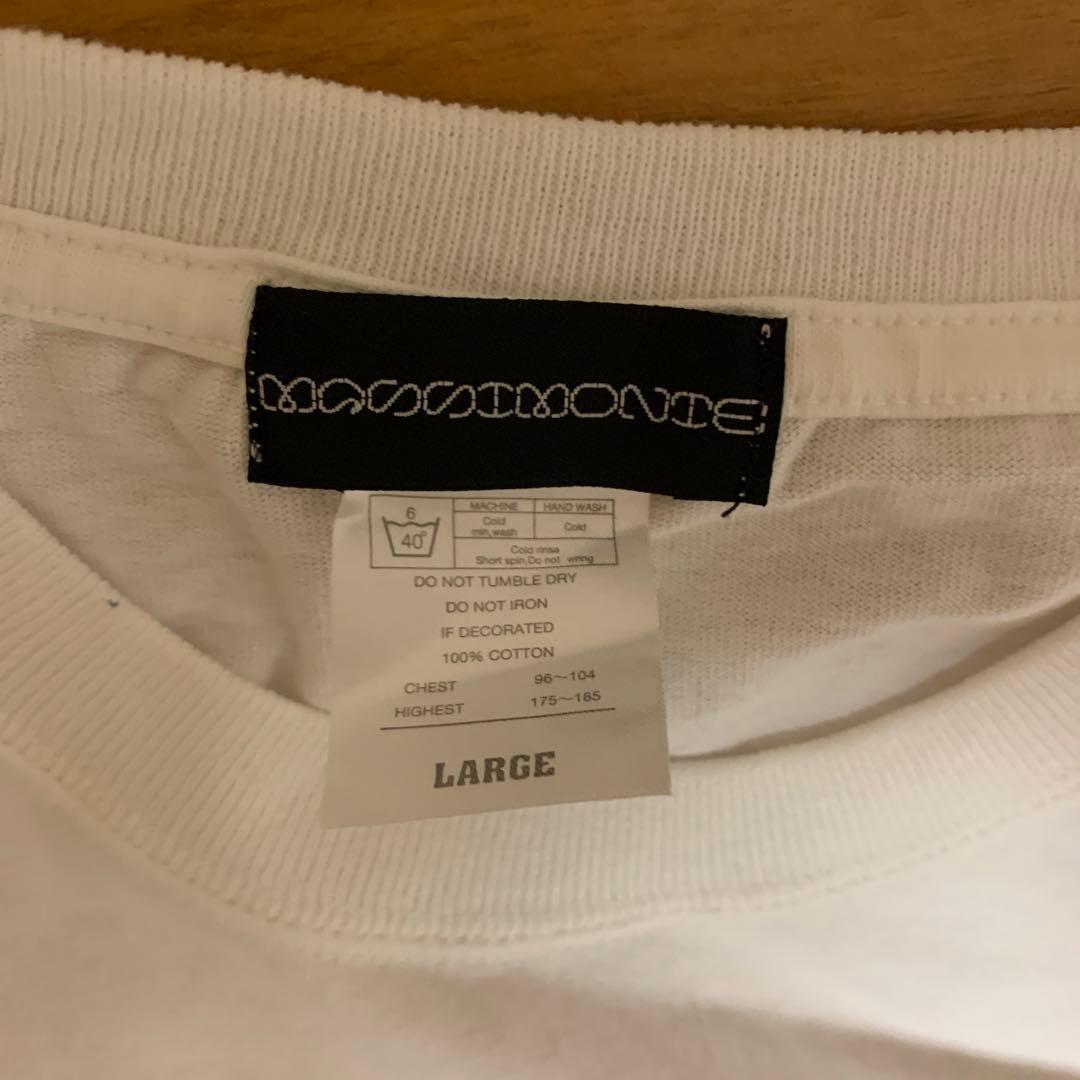 MASSIMONIE
6
40°
MACHINE HAND WASH
Cold
min,wash
Cold
Cold rinse
Short spin,Do not wring
DO NOT TUMBLE DRY
DO NOT IRON
IF DECORATED
100% COTTON
CHEST 96~104
HIGHEST 175~185
LARGE